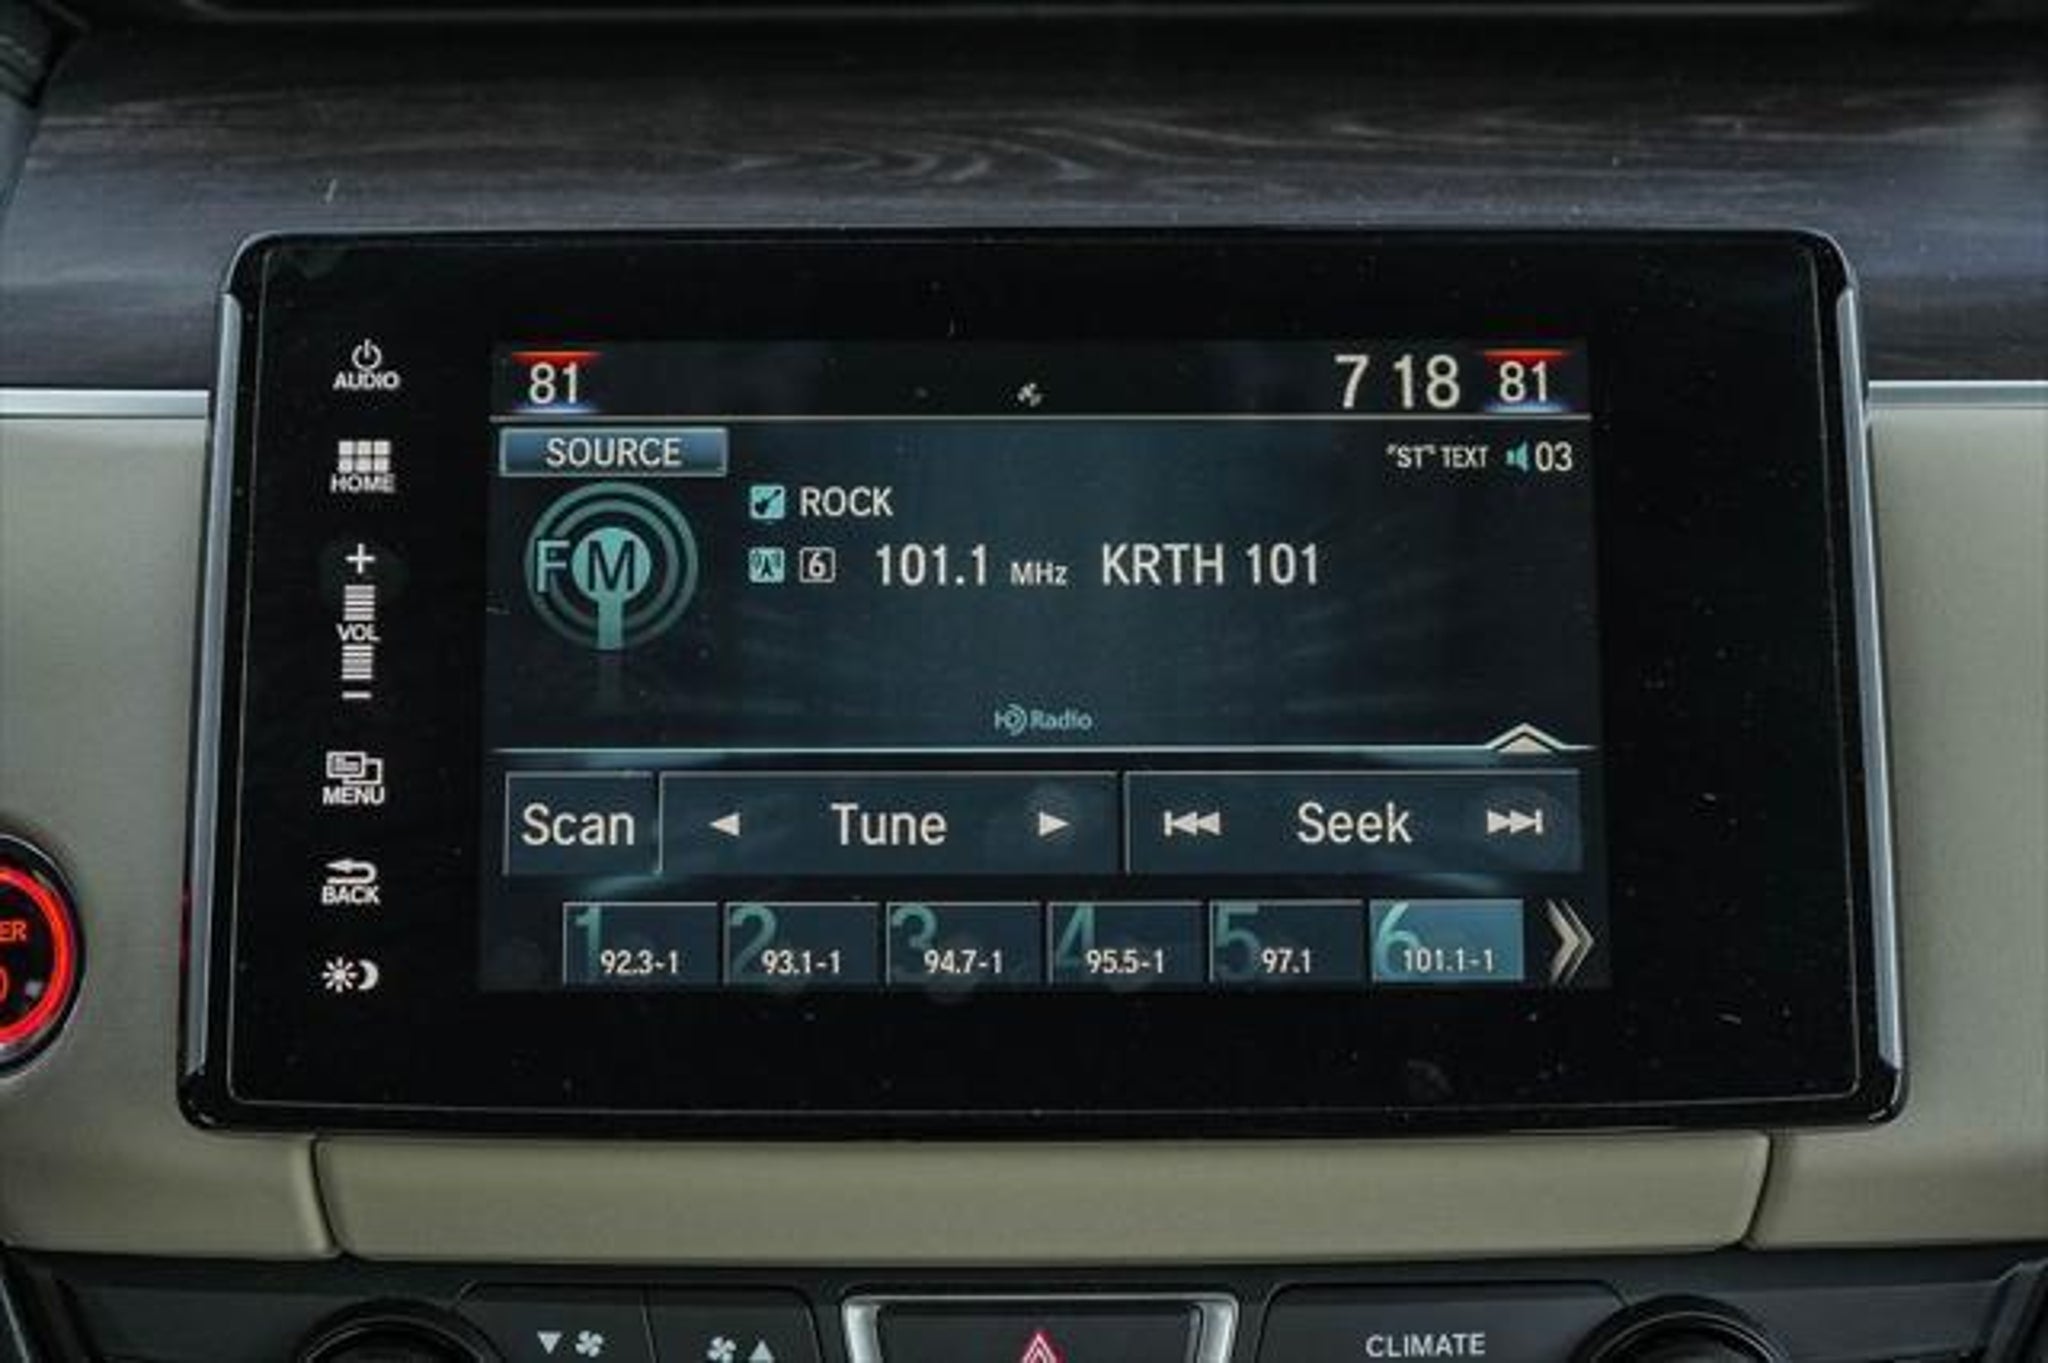 AUDIO
81
7 18 81
SOURCE
"ST" TEXT 03
HOME
ROCK
FM
6 101.1 MHz KRTH 101
+
VOL
-
HD Radio
MENU
Scan Tune Seek
BACK
1 92.3-1
2 93.1-1
3 94.7-1
4 95.5-1
5 97.1
6 101.1-1
ER
CLIMATE